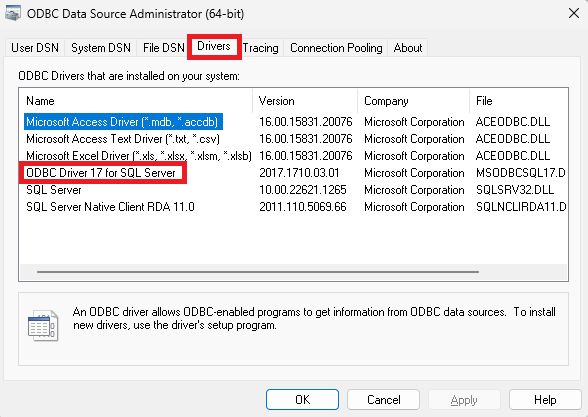 ODBC Data Source Administrator (64-bit)
User DSN System DSN File DSN Drivers Tracing Connection Pooling About
ODBC Drivers that are installed on your system:
Name Version Company File
Microsoft Access Driver (*.mdb, *.accdb) 16.00.15831.20076 Microsoft Corporation ACEODBC.DLL
Microsoft Access Text Driver (*.txt, *.csv) 16.00.15831.20076 Microsoft Corporation ACEODBC.DLL
Microsoft Excel Driver (*.xls, *.xlsx, *.xlsm, *.xlsb) 16.00.15831.20076 Microsoft Corporation ACEODBC.DLL
ODBC Driver 17 for SQL Server 2017.1710.03.01 Microsoft Corporation MSODBCSQL17.D
SQL Server 10.00.22621.1265 Microsoft Corporation SQLSRV32.DLL
SQL Server Native Client RDA 11.0 2011.110.5069.66 Microsoft Corporation SQLNCLIRDA11.D
An ODBC driver allows ODBC-enabled programs to get information from ODBC data sources. To install
new drivers, use the driver's setup program.
OK Cancel Apply Help